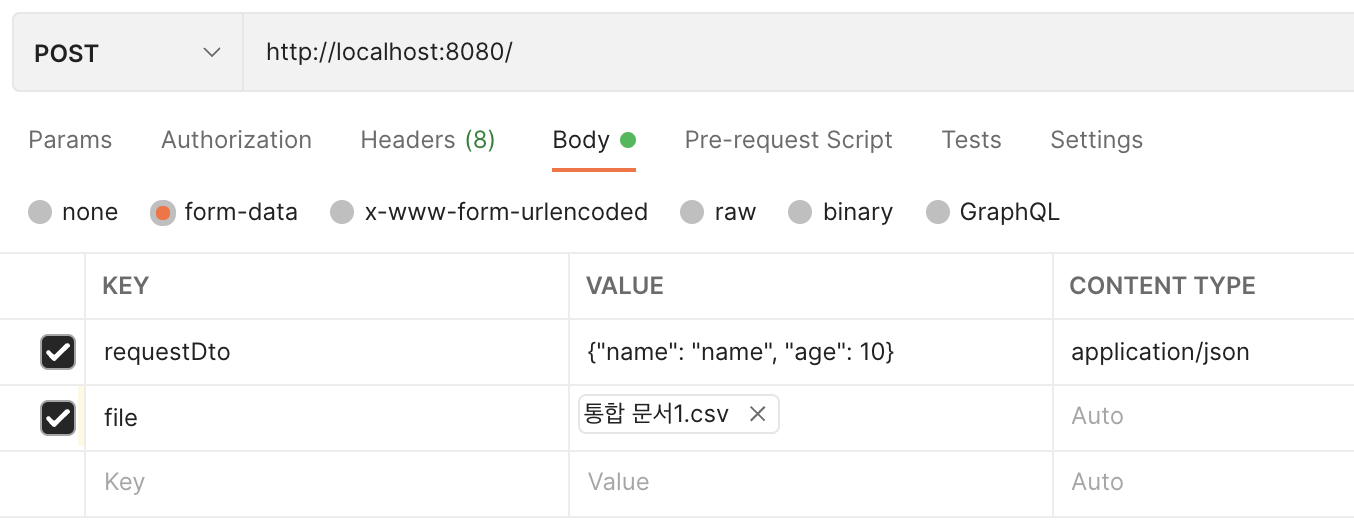 POST http://localhost:8080/
Params Authorization Headers (8) Body Pre-request Script Tests Settings
none form-data x-www-form-urlencoded raw binary GraphQL
KEY VALUE CONTENT TYPE
requestDto {"name": "name", "age": 10} application/json
file 통합 문서1.csv Auto
Key Value Auto